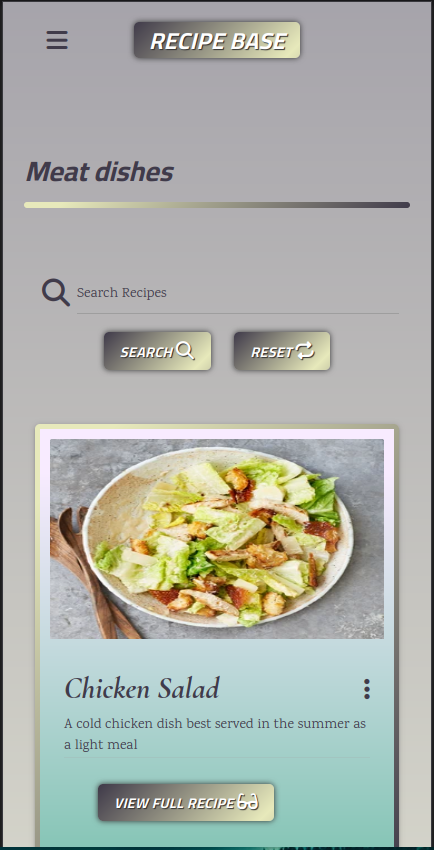 RECIPE BASE
Meat dishes
Search Recipes
SEARCH
RESET
Chicken Salad
A cold chicken dish best served in the summer as
a light meal
VIEW FULL RECIPE